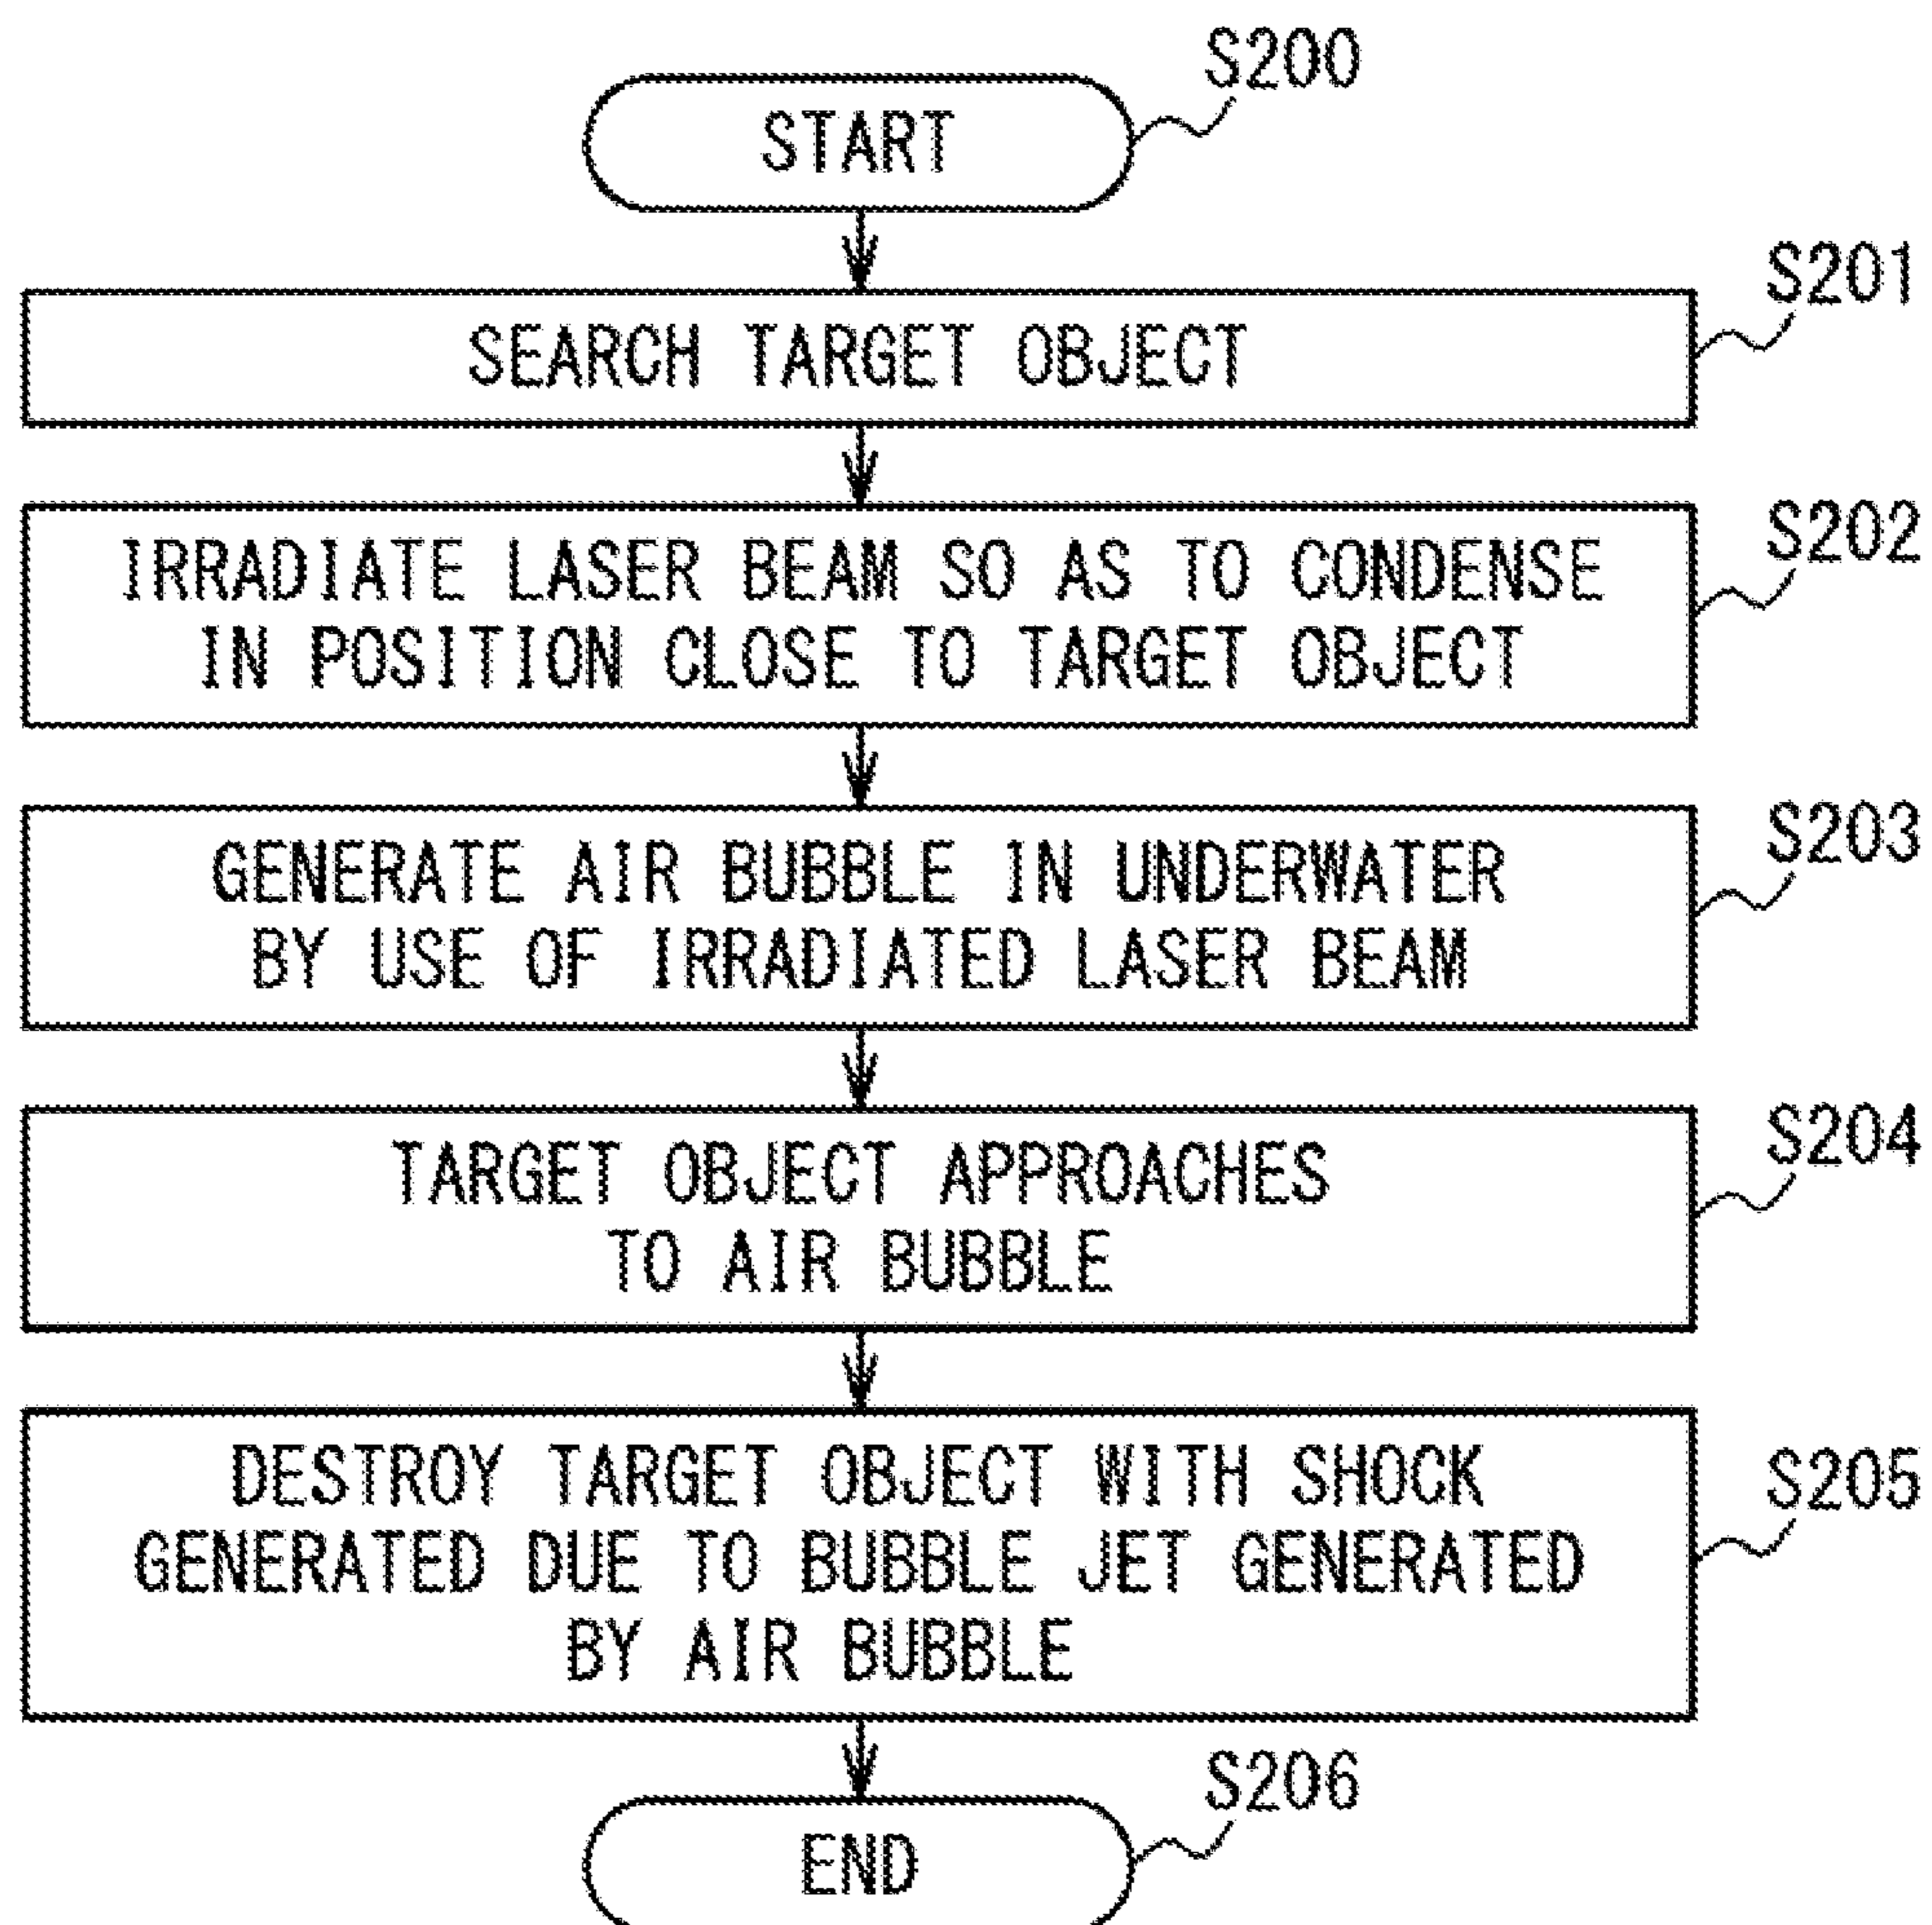 S200
START
S201
SEARCH TARGET OBJECT
S202
IRRADIATE LASER BEAM SO AS TO CONDENSE
IN POSITION CLOSE TO TARGET OBJECT
S203
GENERATE AIR BUBBLE IN UNDERWATER
BY USE OF IRRADIATED LASER BEAM
S204
TARGET OBJECT APPROACHES
TO AIR BUBBLE
S205
DESTROY TARGET OBJECT WITH SHOCK
GENERATED DUE TO BUBBLE JET GENERATED
BY AIR BUBBLE
S206
END